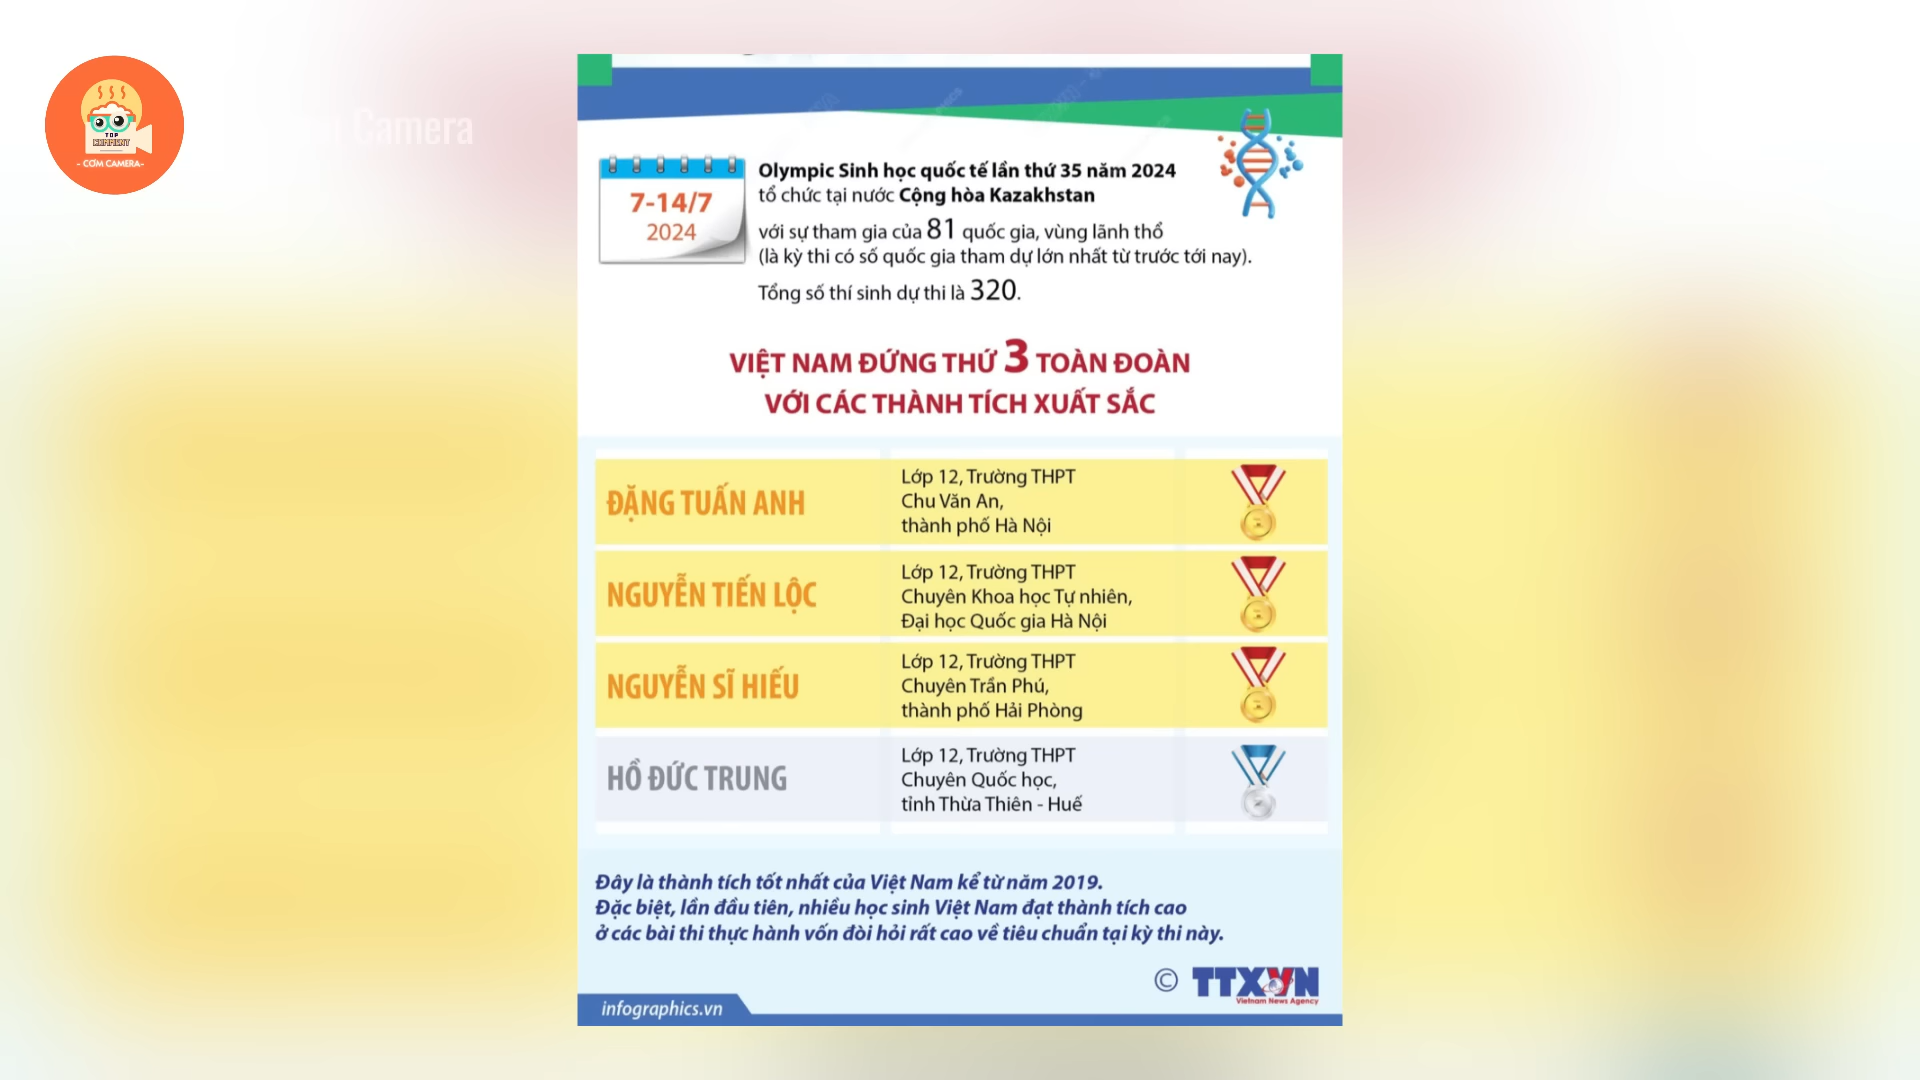 TOP
COMMENT
- CƠM CAMERA-
Camera
7-14/7
2024
Olympic Sinh học quốc tế lần thứ 35 năm 2024
tổ chức tại nước Cộng hòa Kazakhstan
với sự tham gia của 81 quốc gia, vùng lãnh thổ
(là kỳ thi có số quốc gia tham dự lớn nhất từ trước tới nay).
Tổng số thí sinh dự thi là 320.
VIỆT NAM ĐỨNG THỨ 3 TOÀN ĐOÀN
VỚI CÁC THÀNH TÍCH XUẤT SẮC
ĐẶNG TUẤN ANH
Lớp 12, Trường THPT
Chu Văn An,
thành phố Hà Nội
NGUYỄN TIẾN LỘC
Lớp 12, Trường THPT
Chuyên Khoa học Tự nhiên,
Đại học Quốc gia Hà Nội
NGUYỄN SĨ HIẾU
Lớp 12, Trường THPT
Chuyên Trần Phú,
thành phố Hải Phòng
HỒ ĐỨC TRUNG
Lớp 12, Trường THPT
Chuyên Quốc học,
tỉnh Thừa Thiên - Huế
Đây là thành tích tốt nhất của Việt Nam kể từ năm 2019.
Đặc biệt, lần đầu tiên, nhiều học sinh Việt Nam đạt thành tích cao
ở các bài thi thực hành vốn đòi hỏi rất cao về tiêu chuẩn tại kỳ thi này.
© TTXVN
Vietnam News Agency
infographics.vn